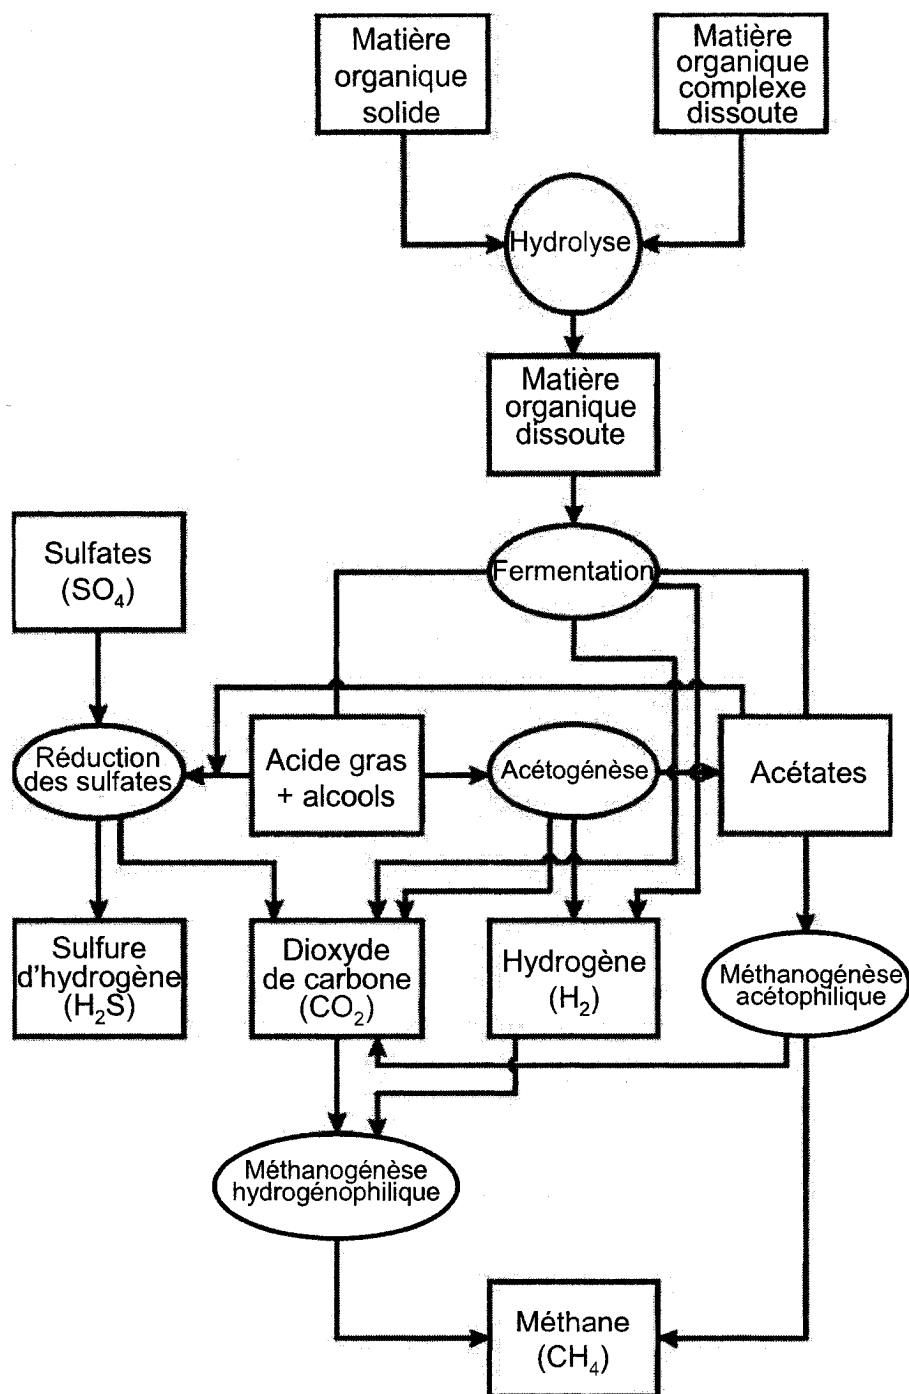 Matière
organique
solide
Matière
organique
complexe
dissoute
Hydrolyse
Matière
organique
dissoute
Sulfates
(SO₄)
Fermentation
Réduction
des sulfates
Acide gras
+ alcools
Acétogénèse
Acétates
Sulfure
d'hydrogène
(H₂S)
Dioxyde
de carbone
(CO₂)
Hydrogène
(H₂)
Méthanogénèse
acétophilique
Méthanogénèse
hydrogénophilique
Méthane
(CH₄)